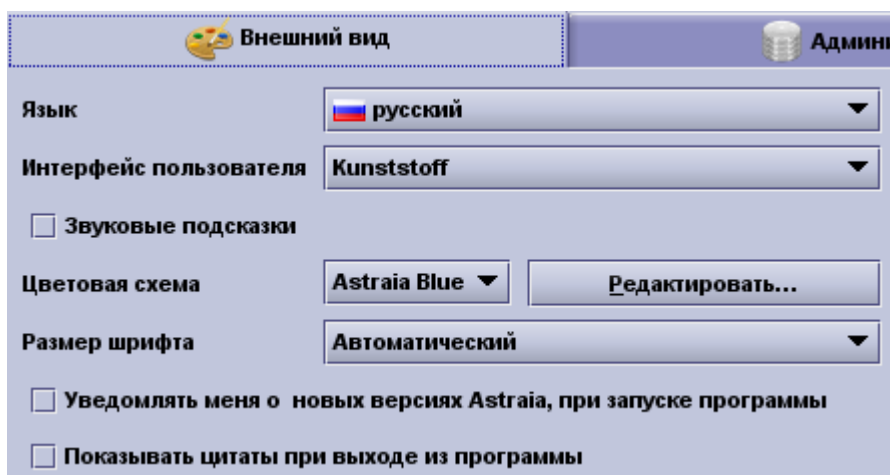 Внешний вид
Админ
Язык
русский
Интерфейс пользователя
Kunststoff
Звуковые подсказки
Цветовая схема
Astraia Blue
Редактировать...
Размер шрифта
Автоматический
Уведомлять меня о  новых версиях Astraia, при запуске программы
Показывать цитаты при выходе из программы